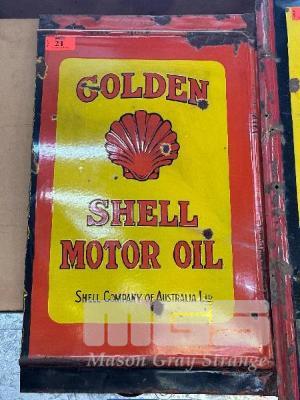 21
GOLDEN
SHELL
MOTOR OIL
SHELL COMPANY OF AUSTRALIA LTD
MGS
Mason Gray Strange